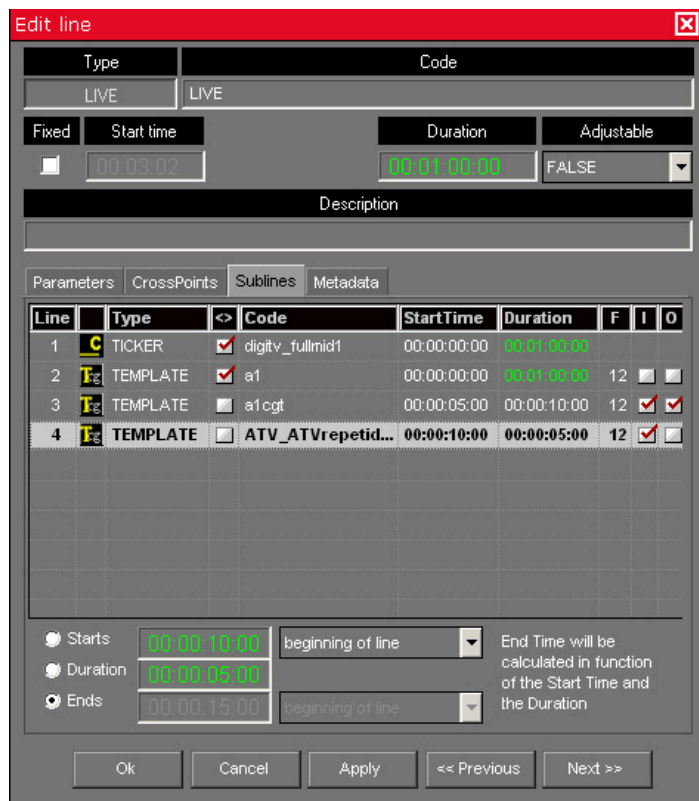 Edit line
Type Code
LIVE LIVE
Fixed Start time Duration Adjustable
00:03:02 00:01:00:00 FALSE
Description
Parameters CrossPoints Sublines Metadata
Line Type <> Code StartTime Duration F I O
1 C TICKER digitv_fullmid1 00:00:00:00 00:01:00:00
2 Tg TEMPLATE a1 00:00:00:00 00:01:00:00 12
3 Tg TEMPLATE a1cgt 00:00:05:00 00:00:10:00 12
4 Tg TEMPLATE ATV_ATVrepetid... 00:00:10:00 00:00:05:00 12
Starts 00:00:10:00 beginning of line
Duration 00:00:05:00
Ends 00:00:15:00 beginning of line
End Time will be
calculated in function
of the Start Time and
the Duration
Ok Cancel Apply << Previous Next >>